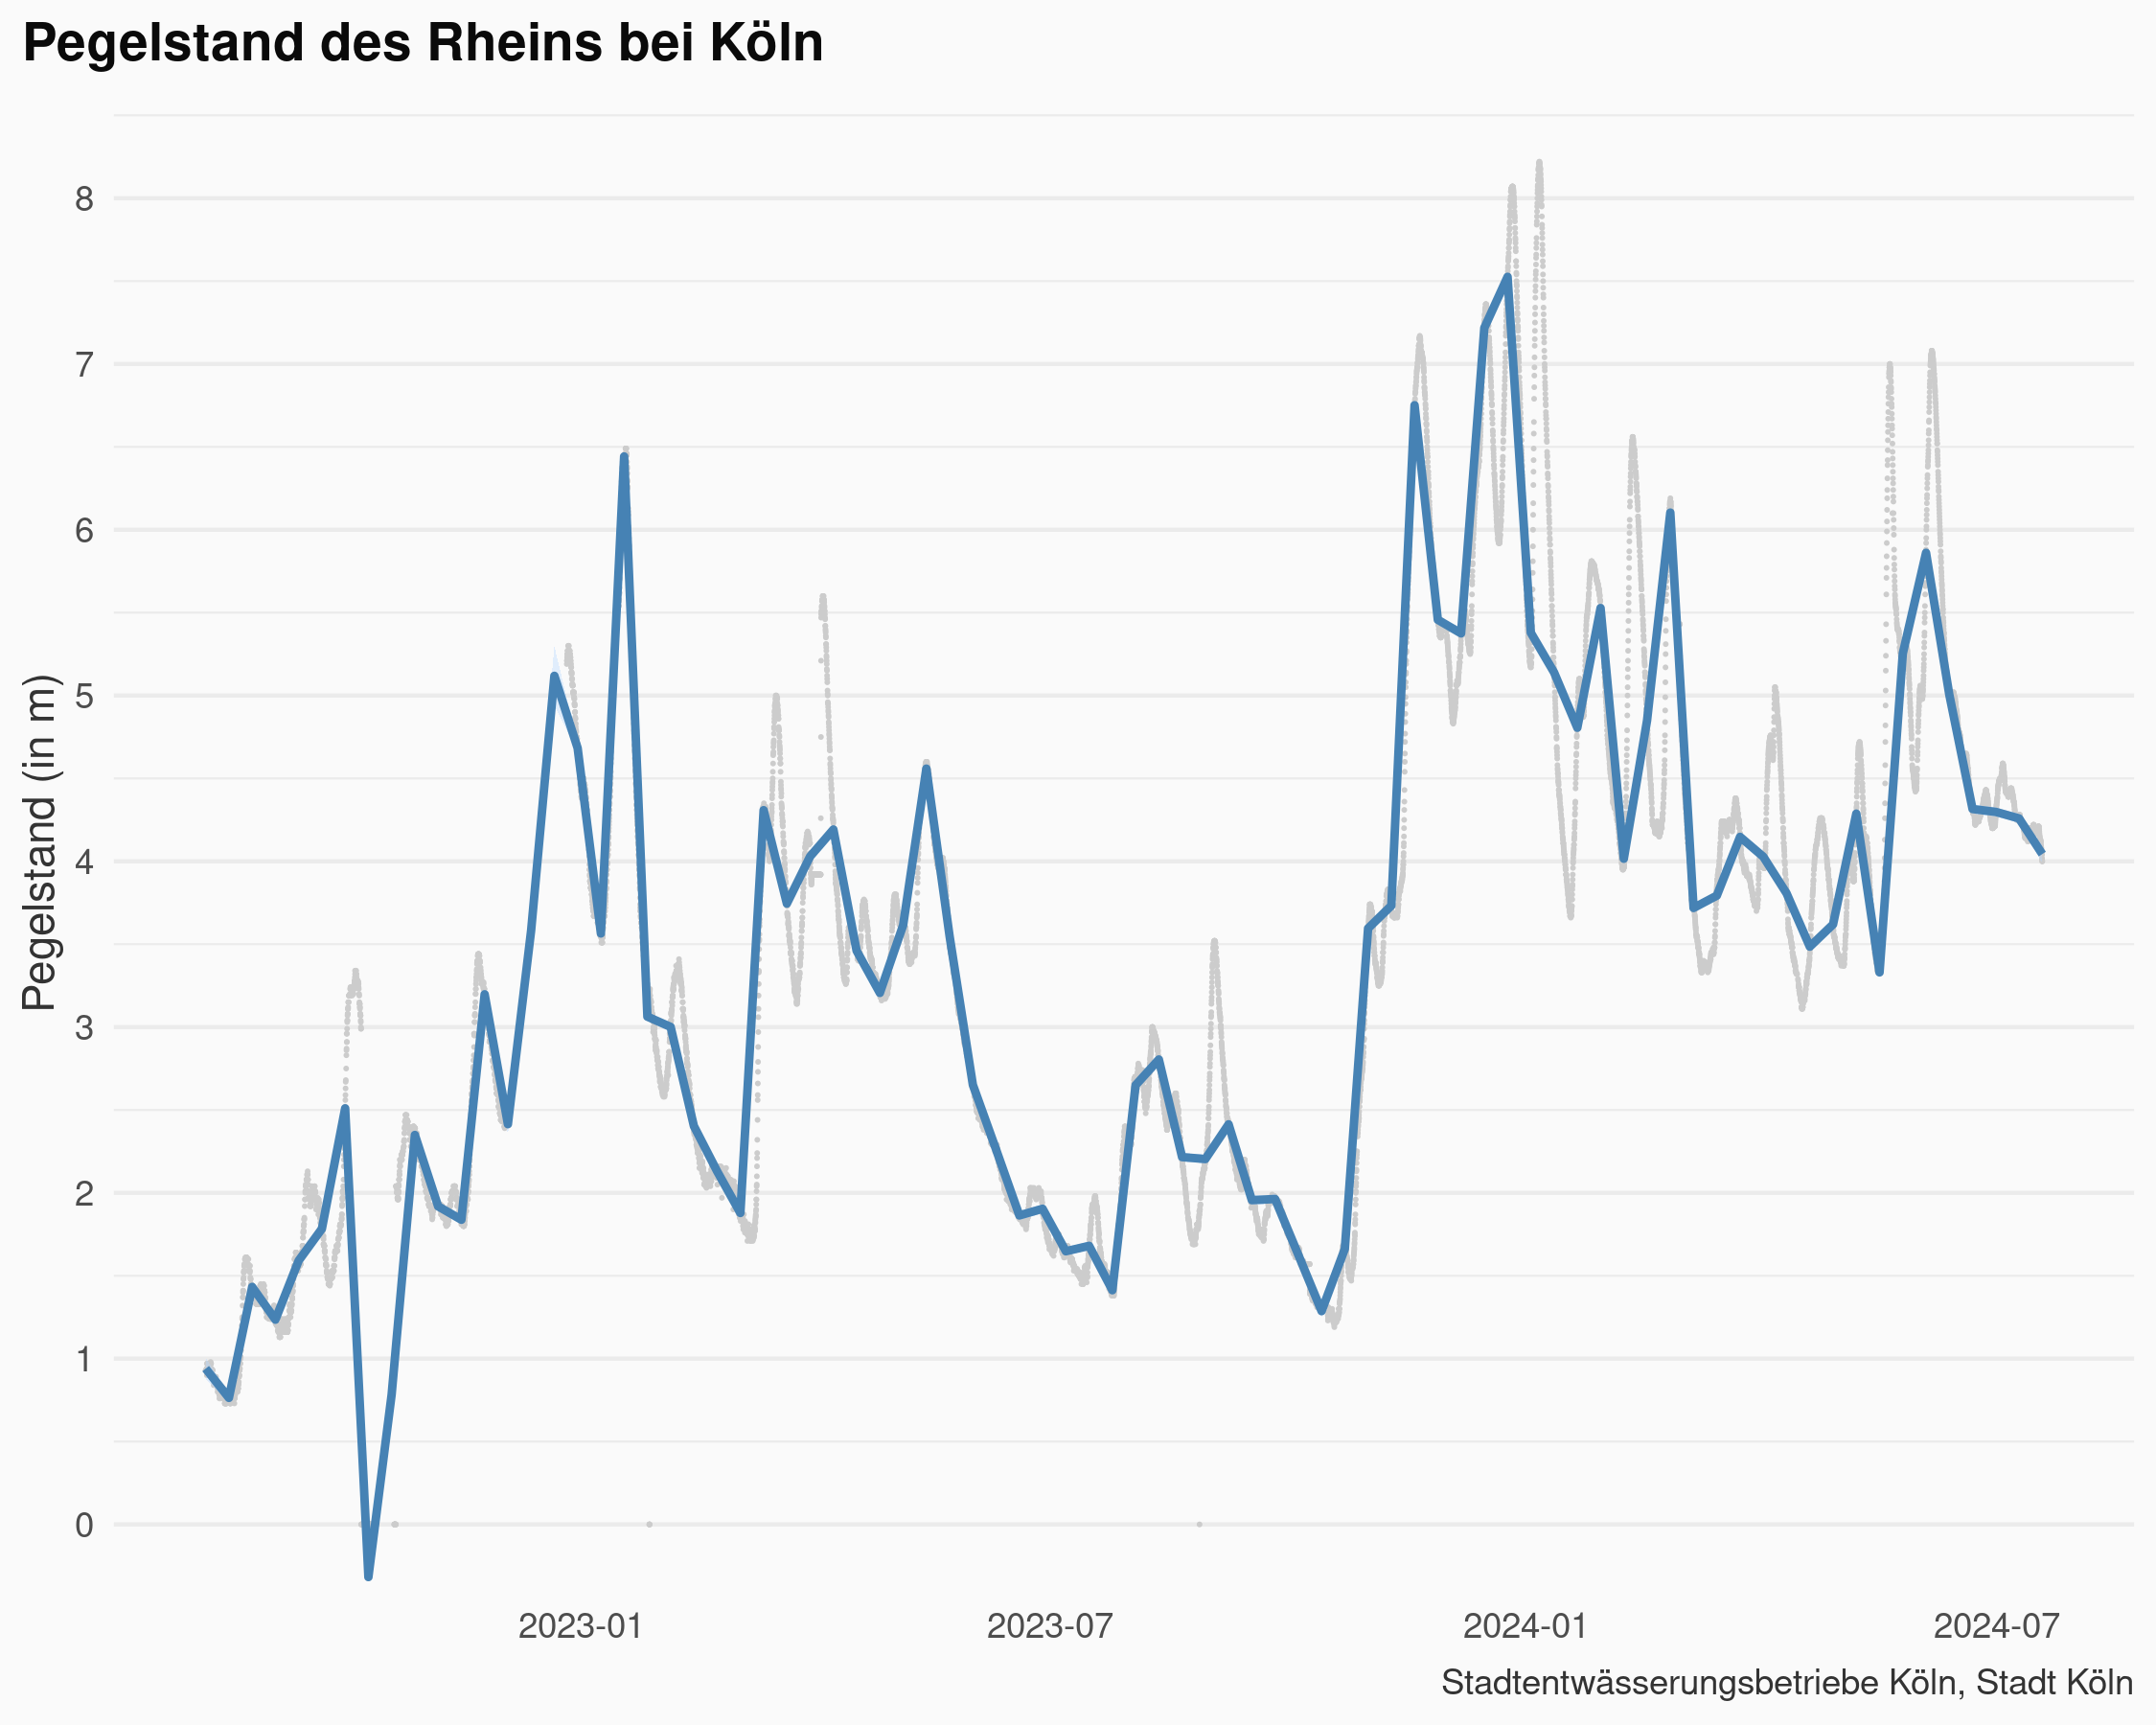 Pegelstand des Rheins bei Köln
8
7
6
5
4
3
2
1
0
Pegelstand (in m)
2023-01 2023-07 2024-01 2024-07
Stadtentwässerungsbetriebe Köln, Stadt Köln